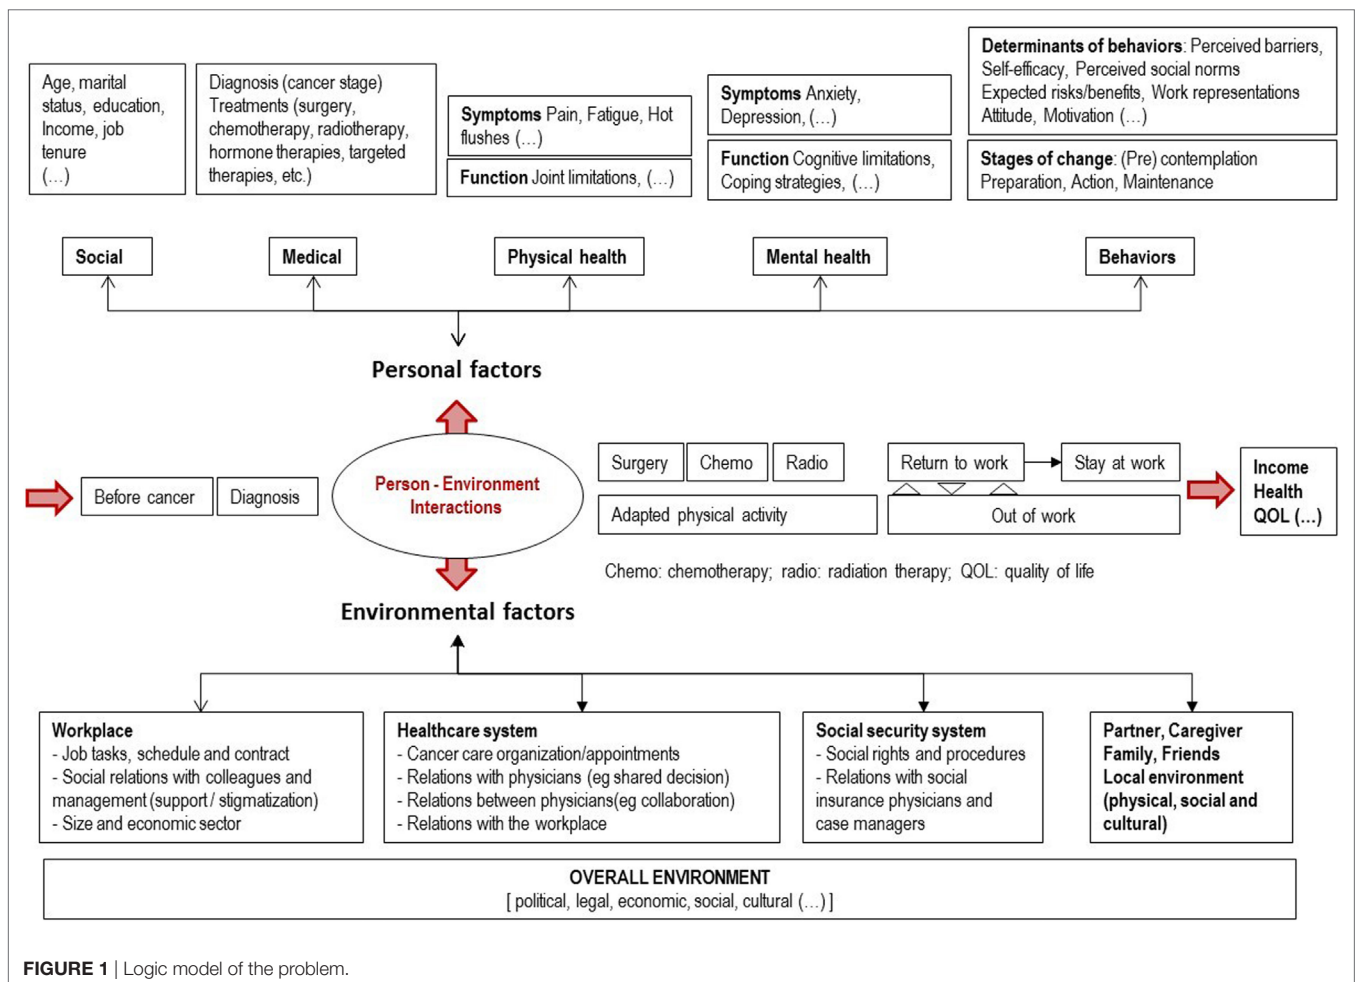 Age, marital
status, education,
Income, job
tenure
(…)
Diagnosis (cancer stage)
Treatments (surgery,
chemotherapy, radiotherapy,
hormone therapies, targeted
therapies, etc.)
Symptoms Pain, Fatigue, Hot
flushes (…)
Function Joint limitations, (…)
Symptoms Anxiety,
Depression, (…)
Function Cognitive limitations,
Coping strategies, (…)
Determinants of behaviors: Perceived barriers,
Self-efficacy, Perceived social norms
Expected risks/benefits, Work representations
Attitude, Motivation (…)
Stages of change: (Pre) contemplation
Preparation, Action, Maintenance
Social
Medical
Physical health
Mental health
Behaviors
Personal factors
Before cancer
Diagnosis
Person - Environment
Interactions
Surgery
Chemo
Radio
Adapted physical activity
Return to work
Stay at work
Out of work
Income
Health
QOL (…)
Chemo: chemotherapy; radio: radiation therapy; QOL: quality of life
Environmental factors
Workplace
- Job tasks, schedule and contract
- Social relations with colleagues and
management (support / stigmatization)
- Size and economic sector
Healthcare system
- Cancer care organization/appointments
- Relations with physicians (eg shared decision)
- Relations between physicians(eg collaboration)
- Relations with the workplace
Social security system
- Social rights and procedures
- Relations with social
insurance physicians and
case managers
Partner, Caregiver
Family, Friends
Local environment
(physical, social and
cultural)
OVERALL ENVIRONMENT
[ political, legal, economic, social, cultural (…) ]
FIGURE 1 | Logic model of the problem.